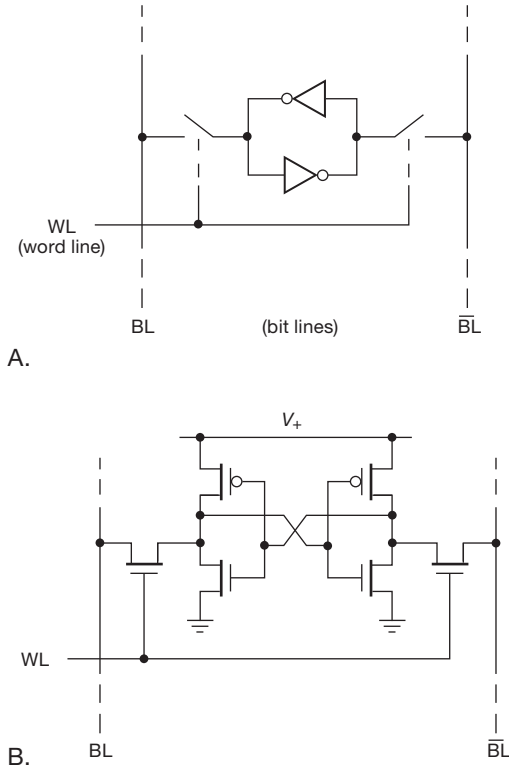 WL
(word line)
BL
(bit lines)
B̅L̅
A.
V₊
WL
BL
B̅L̅
B.